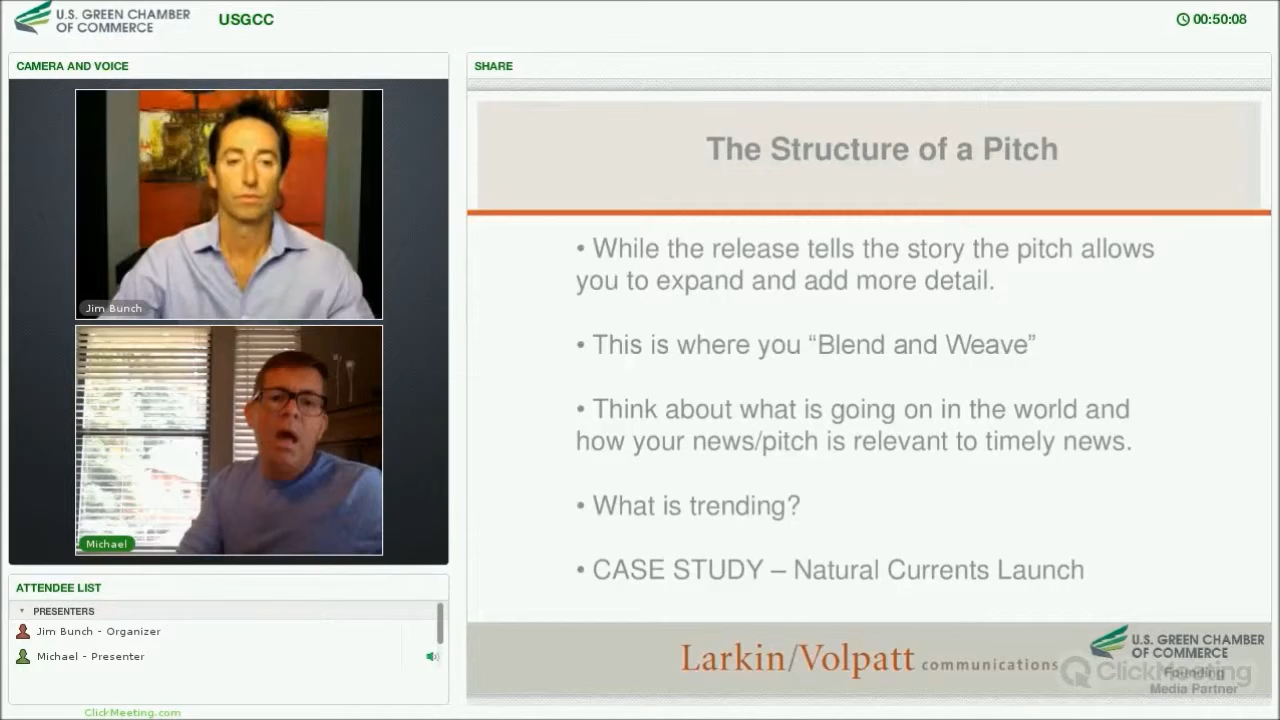 U.S. GREEN CHAMBER
OF COMMERCE
USGCC
00:50:08
CAMERA AND VOICE
Jim Bunch
Michael
ATTENDEE LIST
PRESENTERS
Jim Bunch - Organizer
Michael - Presenter
ClickMeeting.com
SHARE
The Structure of a Pitch
• While the release tells the story the pitch allows
you to expand and add more detail.
• This is where you “Blend and Weave”
• Think about what is going on in the world and
how your news/pitch is relevant to timely news.
• What is trending?
• CASE STUDY – Natural Currents Launch
Larkin/Volpatt communications
U.S. GREEN CHAMBER
OF COMMERCE
ClickMeeting
Founding
Media Partner